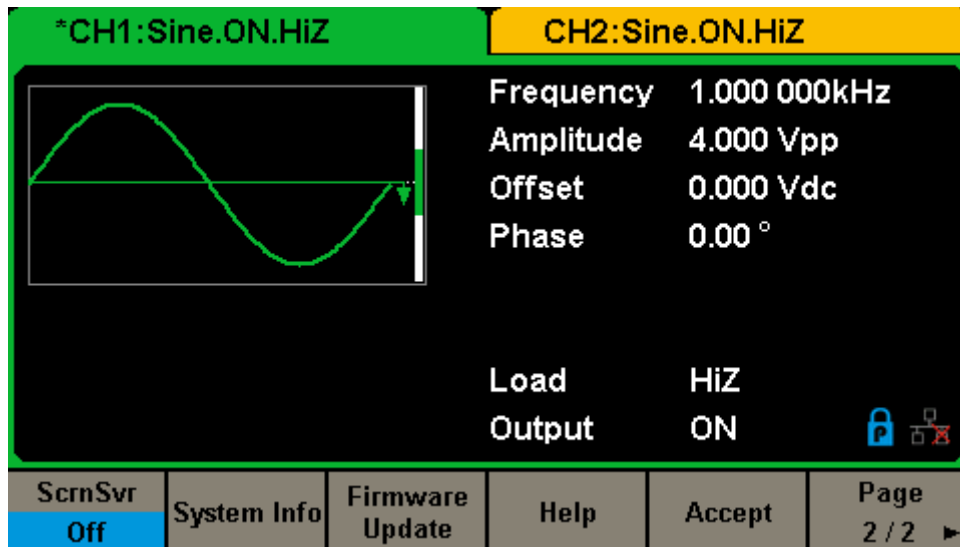 *CH1:Sine.ON.HiZ
CH2:Sine.ON.HiZ
Frequency 1.000 000kHz
Amplitude 4.000 Vpp
Offset 0.000 Vdc
Phase 0.00 °
Load HiZ
Output ON
P
ScrnSvr
Off
System Info
Firmware
Update
Help
Accept
Page
2 / 2 ►